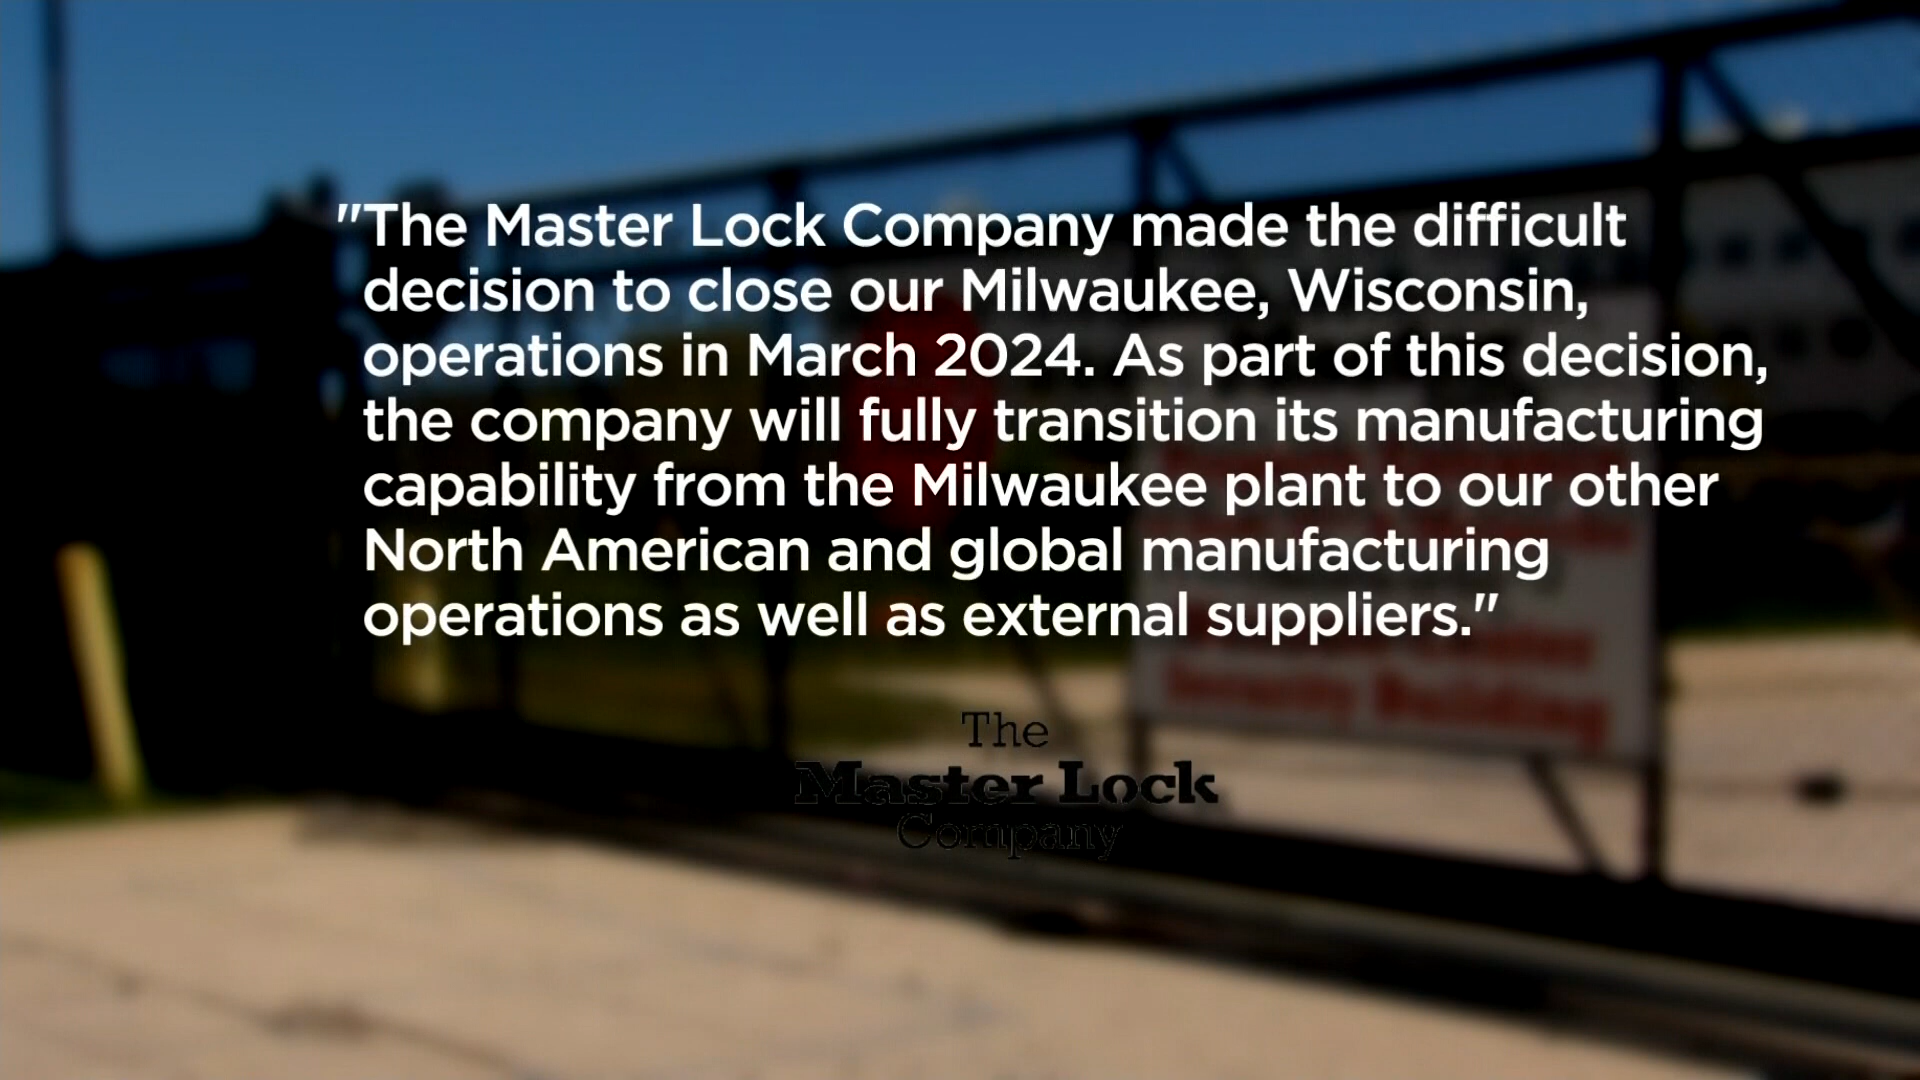 "The Master Lock Company made the difficult
decision to close our Milwaukee, Wisconsin,
operations in March 2024. As part of this decision,
the company will fully transition its manufacturing
capability from the Milwaukee plant to our other
North American and global manufacturing
operations as well as external suppliers."
The
Master Lock
Company
Security Building